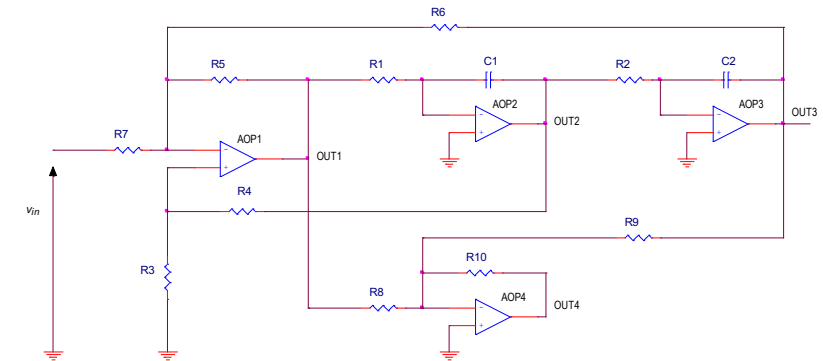 R6
R5
R1
C1
R2
C2
AOP2
AOP3
OUT2
OUT3
R7
AOP1
−
+
−
+
−
+
OUT1
R4
vin
R9
R3
R10
R8
AOP4
−
+
OUT4